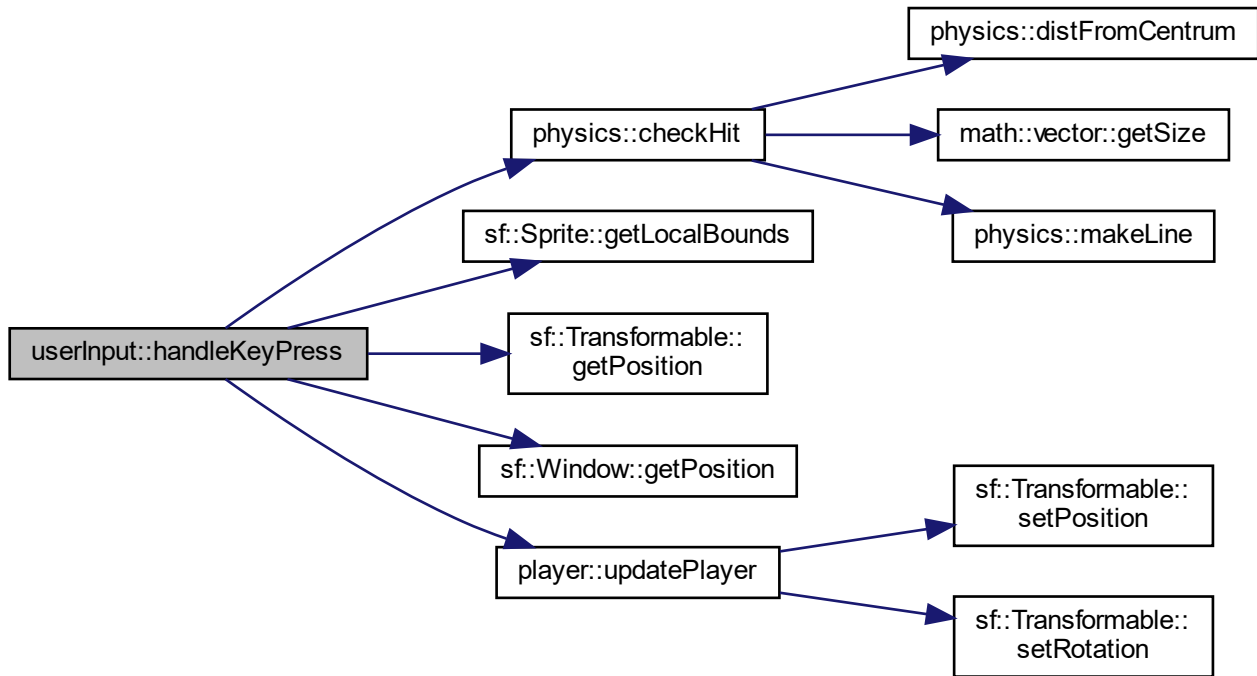 physics::distFromCentrum
physics::checkHit
math::vector::getSize
sf::Sprite::getLocalBounds
physics::makeLine
userInput::handleKeyPress
sf::Transformable::
getPosition
sf::Window::getPosition
player::updatePlayer
sf::Transformable::
setPosition
sf::Transformable::
setRotation